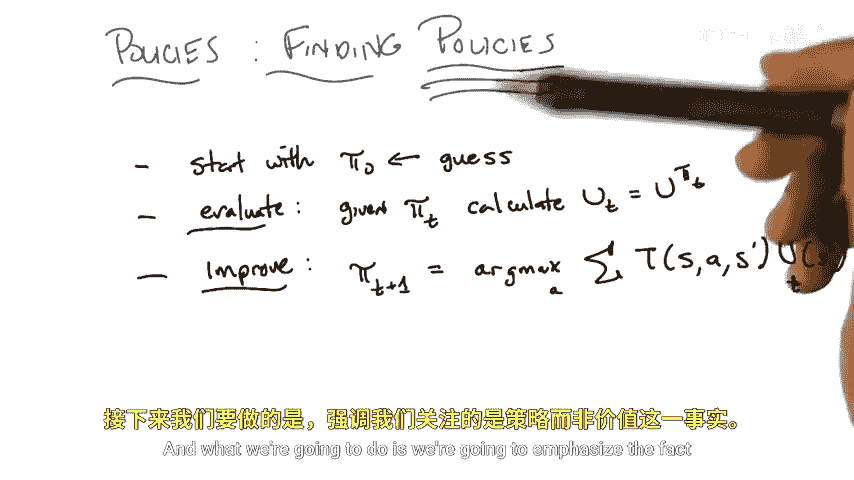 POLICIES : FINDING POLICIES
- start with π₀ ← guess
- evaluate: given πₜ calculate Uₜ = U^πₜ
- Improve: πₜ₊₁ = argmaxₐ Σ T(s,a,s')Uₜ(
接下来我们要做的是，强调我们关注的是策略而非价值这一事实。
And what we're going to do is we're going to emphasize the fact